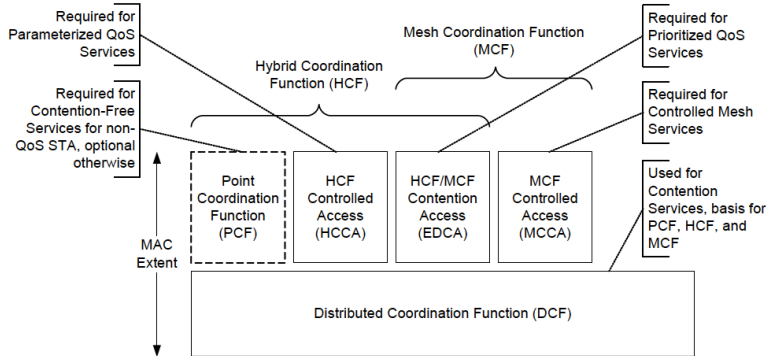 Required for
Parameterized QoS
Services
Mesh Coordination Function
(MCF)
Required for
Prioritized QoS
Services
Hybrid Coordination
Function (HCF)
Required for
Contention-Free
Services for non-
QoS STA, optional
otherwise
Required for
Controlled Mesh
Services
Point
Coordination
Function
(PCF)
HCF
Controlled
Access
(HCCA)
HCF/MCF
Contention
Access
(EDCA)
MCF
Controlled
Access
(MCCA)
Used for
Contention
Services, basis for
PCF, HCF, and
MCF
MAC
Extent
Distributed Coordination Function (DCF)